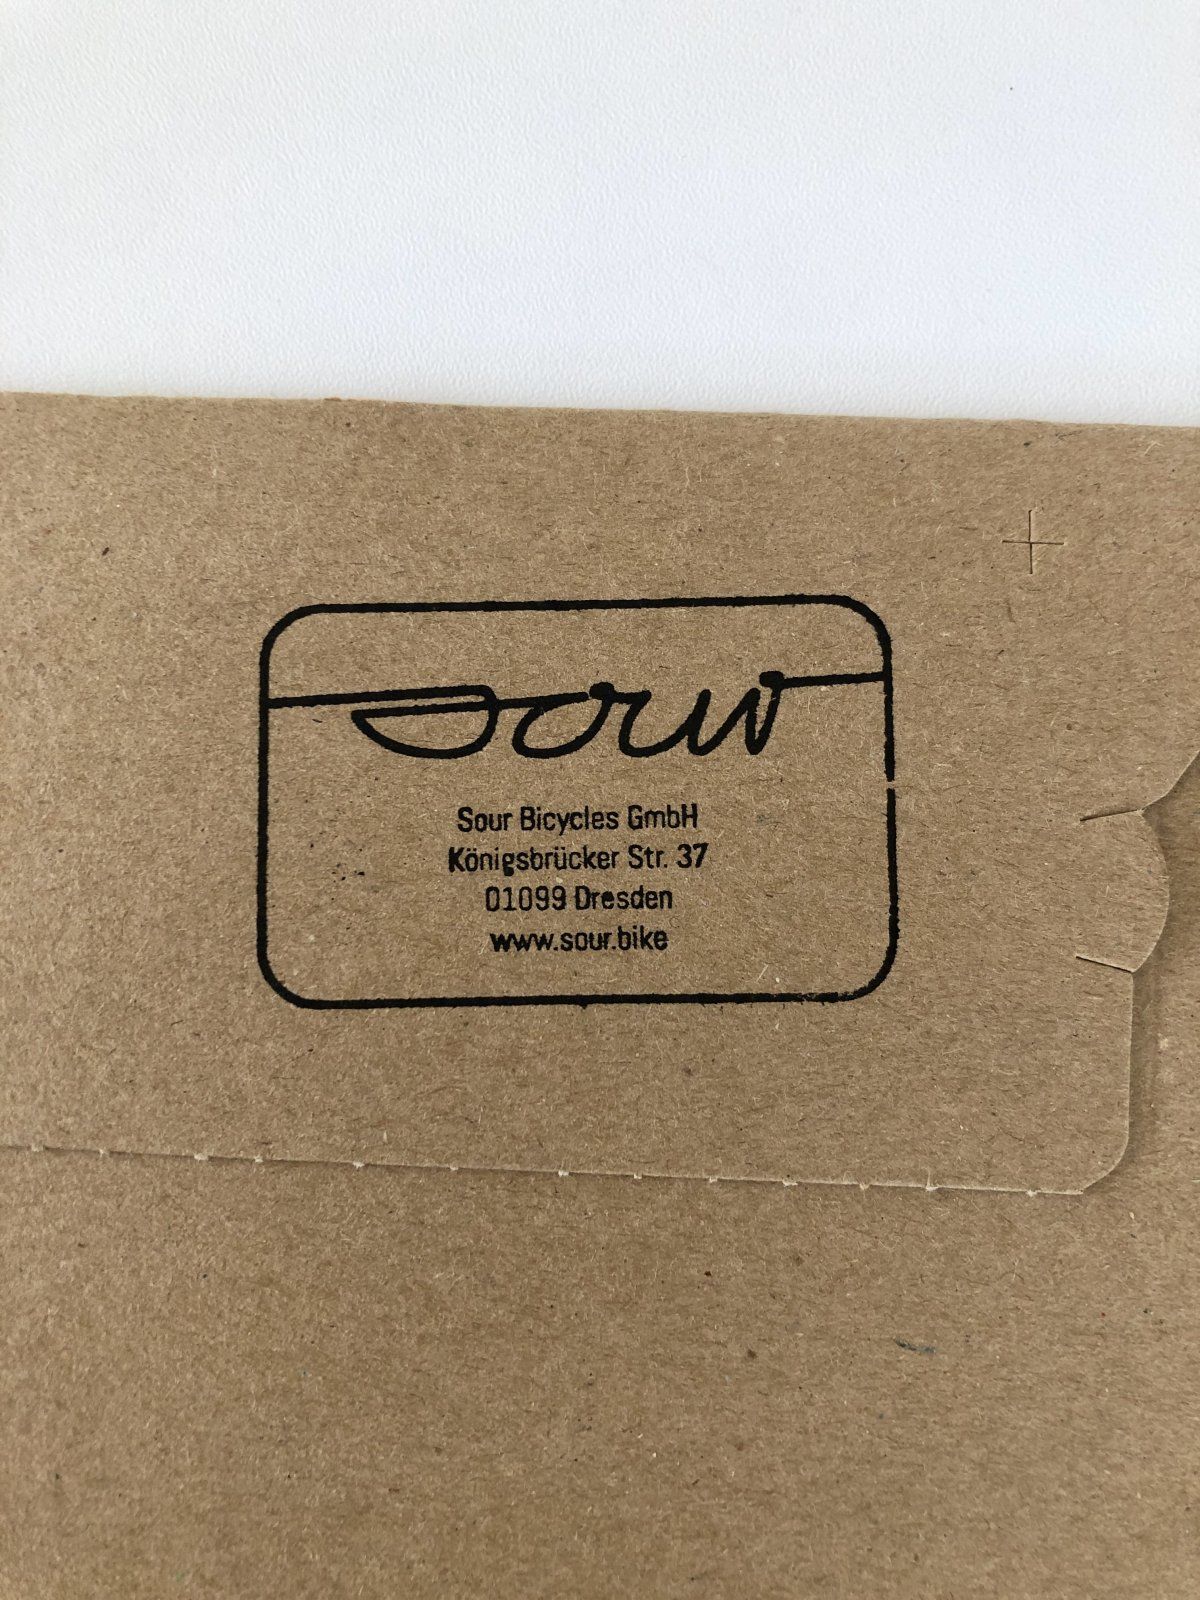 sour
Sour Bicycles GmbH
Königsbrücker Str. 37
01099 Dresden
www.sour.bike